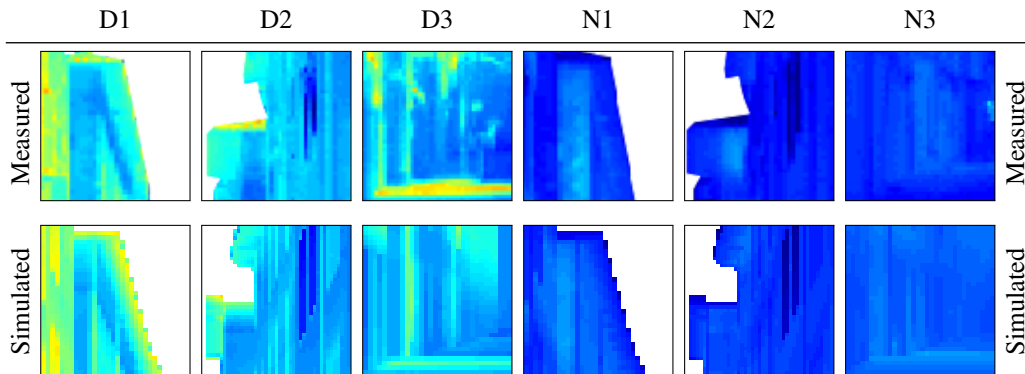 D1 D2 D3 N1 N2 N3
Measured Measured
Simulated Simulated